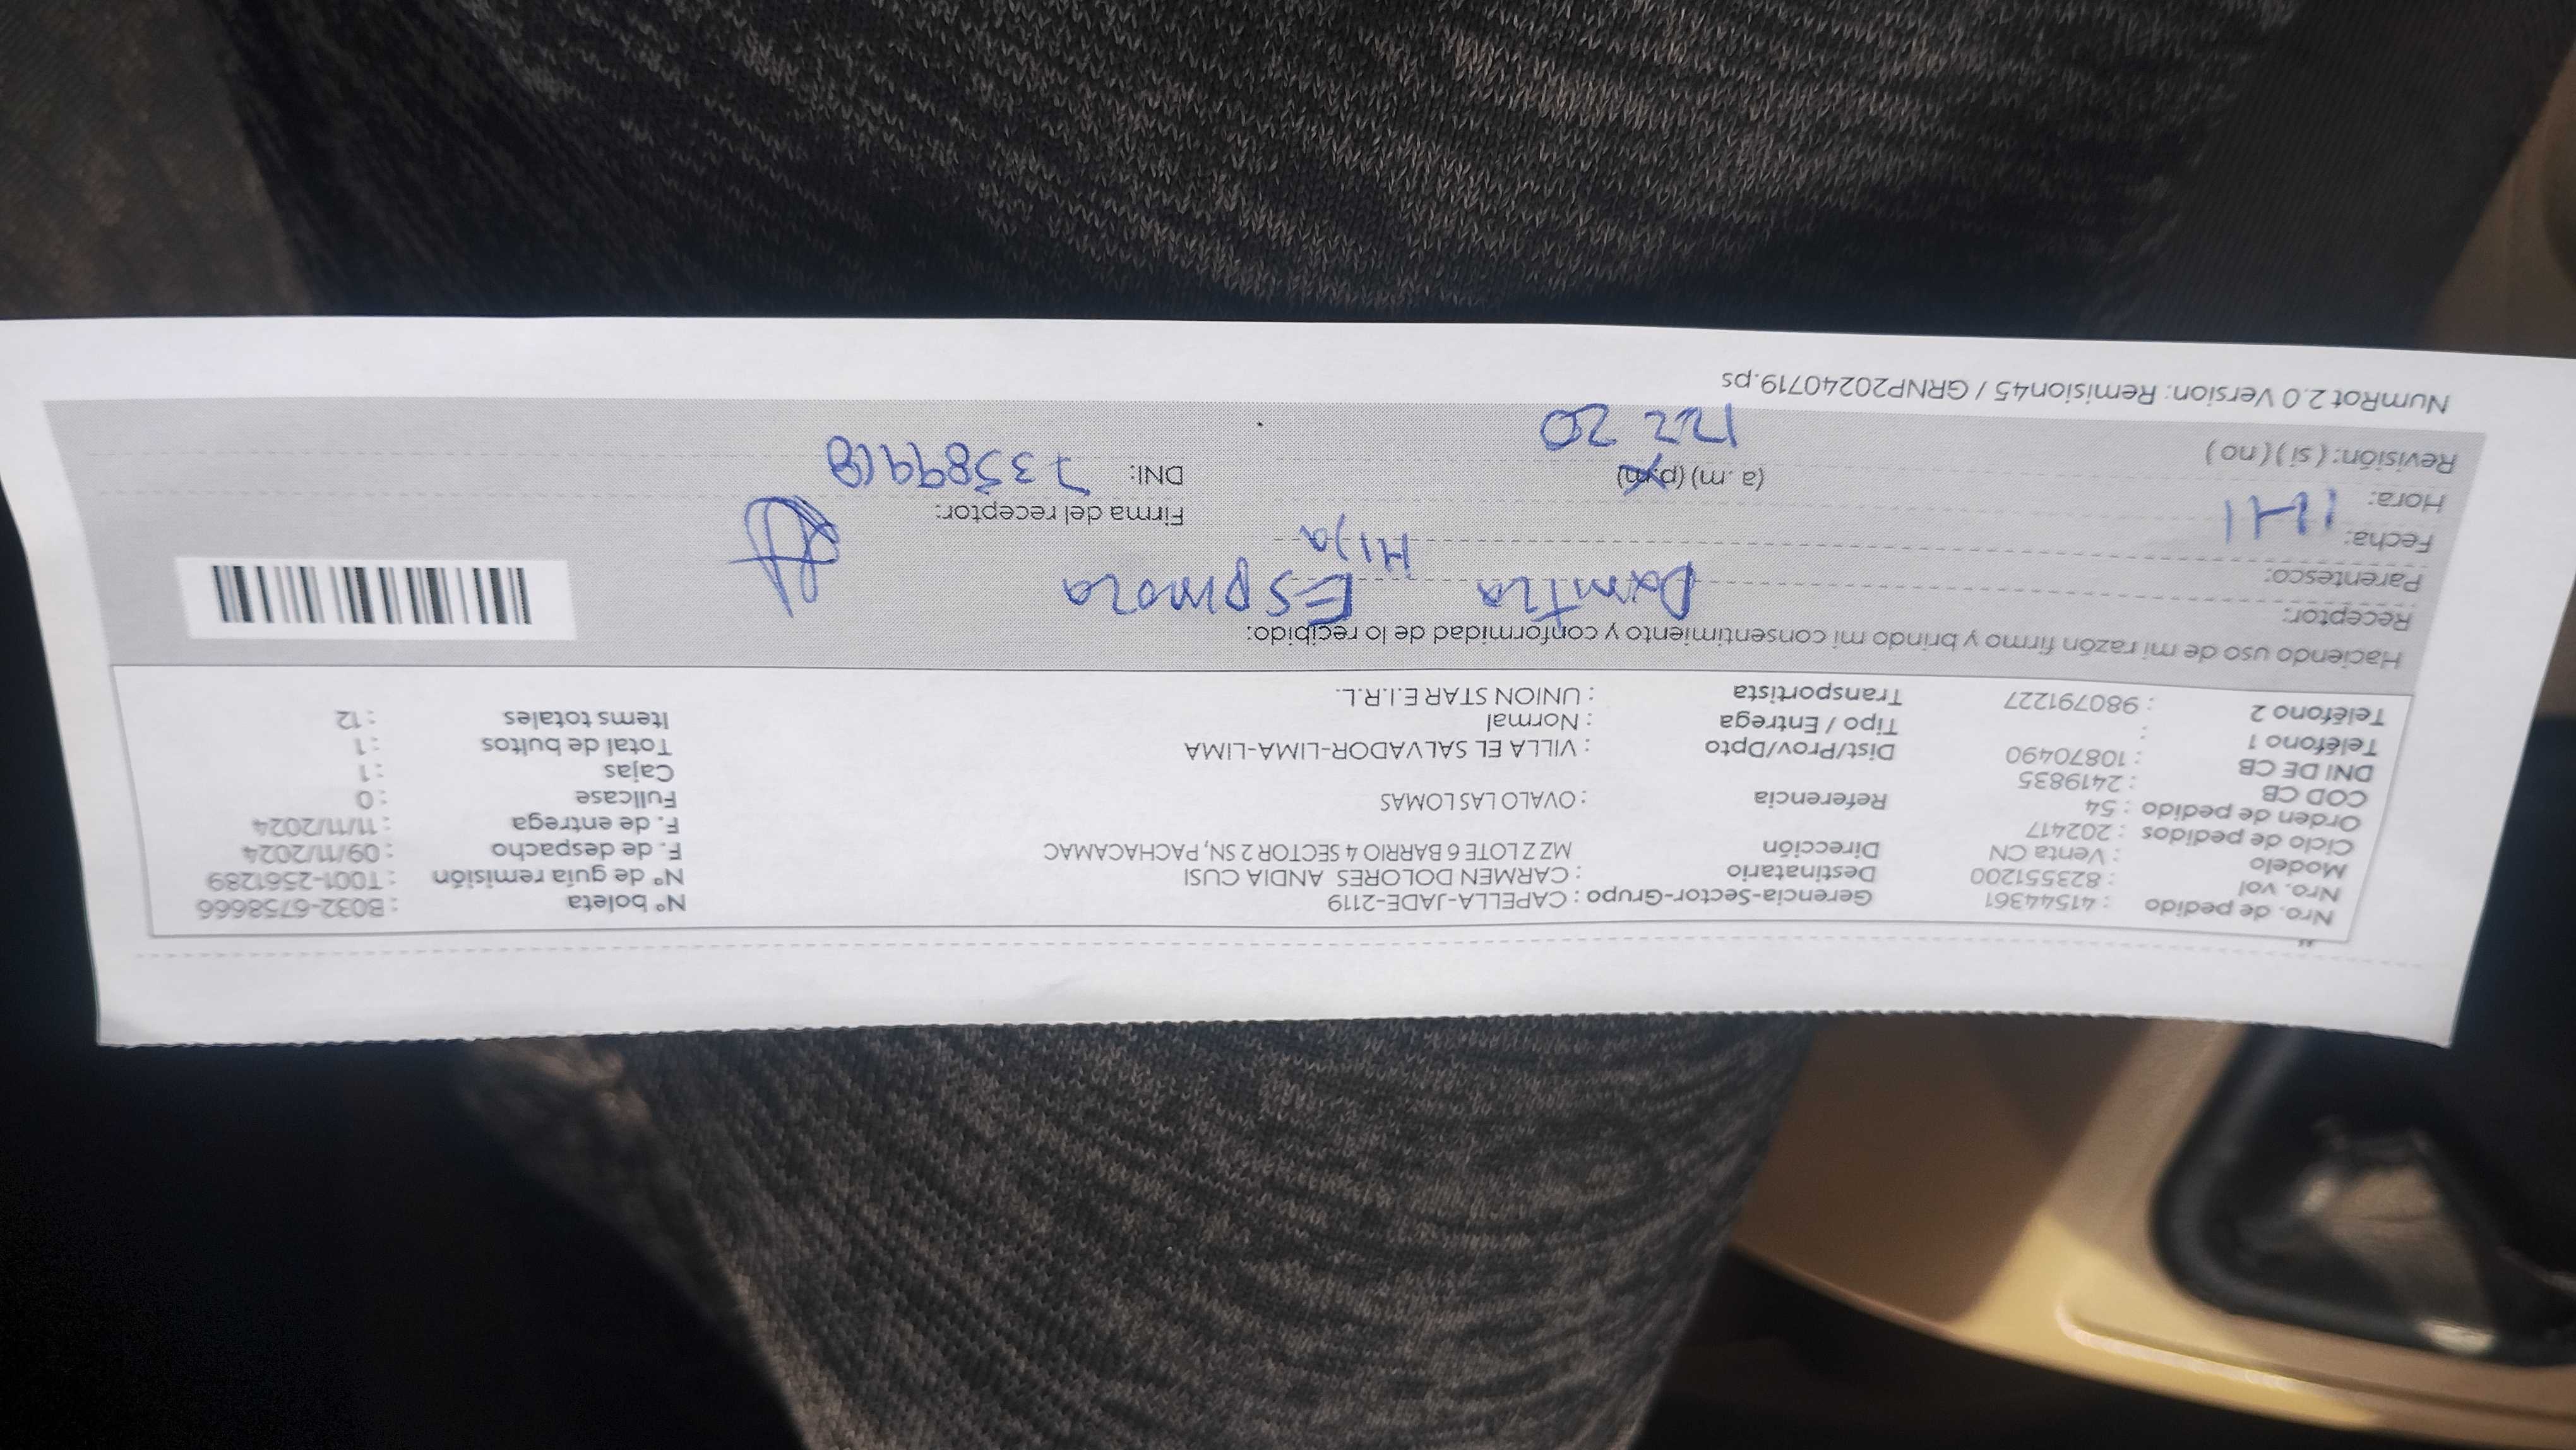 Nro. de pedido : 41544361 Gerencia-Sector-Grupo : CAPELLA-JADE-2119 Nº boleta : B032-6758666
Nro. vol : 823551200 Destinatario : CARMEN DOLORES ANDIA CUSI Nº de guía remisión : T001-2561289
Modelo : Venta CN Dirección MZ Z LOTE 6 BARRIO 4 SECTOR 2 SN, PACHACAMAC F. de despacho : 09/11/2024
Ciclo de pedidos : 202417 F. de entrega : 11/11/2024
Orden de pedido : 54 Referencia : OVALO LAS LOMAS Fullcase : 0
COD CB : 2419835 Cajas : 1
DNI DE CB : 10870490 Dist/Prov/Dpto : VILLA EL SALVADOR-LIMA-LIMA Total de bultos : 1
Teléfono 1 : Tipo / Entrega : Normal Items totales : 12
Teléfono 2 : 980791227 Transportista : UNION STAR E.I.R.L.
Haciendo uso de mi razón firmo y brindo mi consentimiento y conformidad de lo recibido:
Receptor: Espinoza
Parentesco: Hija
Fecha: 11-11 Firma del receptor:
Hora: (a. m) (p. m) DNI:
Revisión: ( si ) ( no )
NumRot 2.0 Version: Remision45 / GRNP20240719.ps